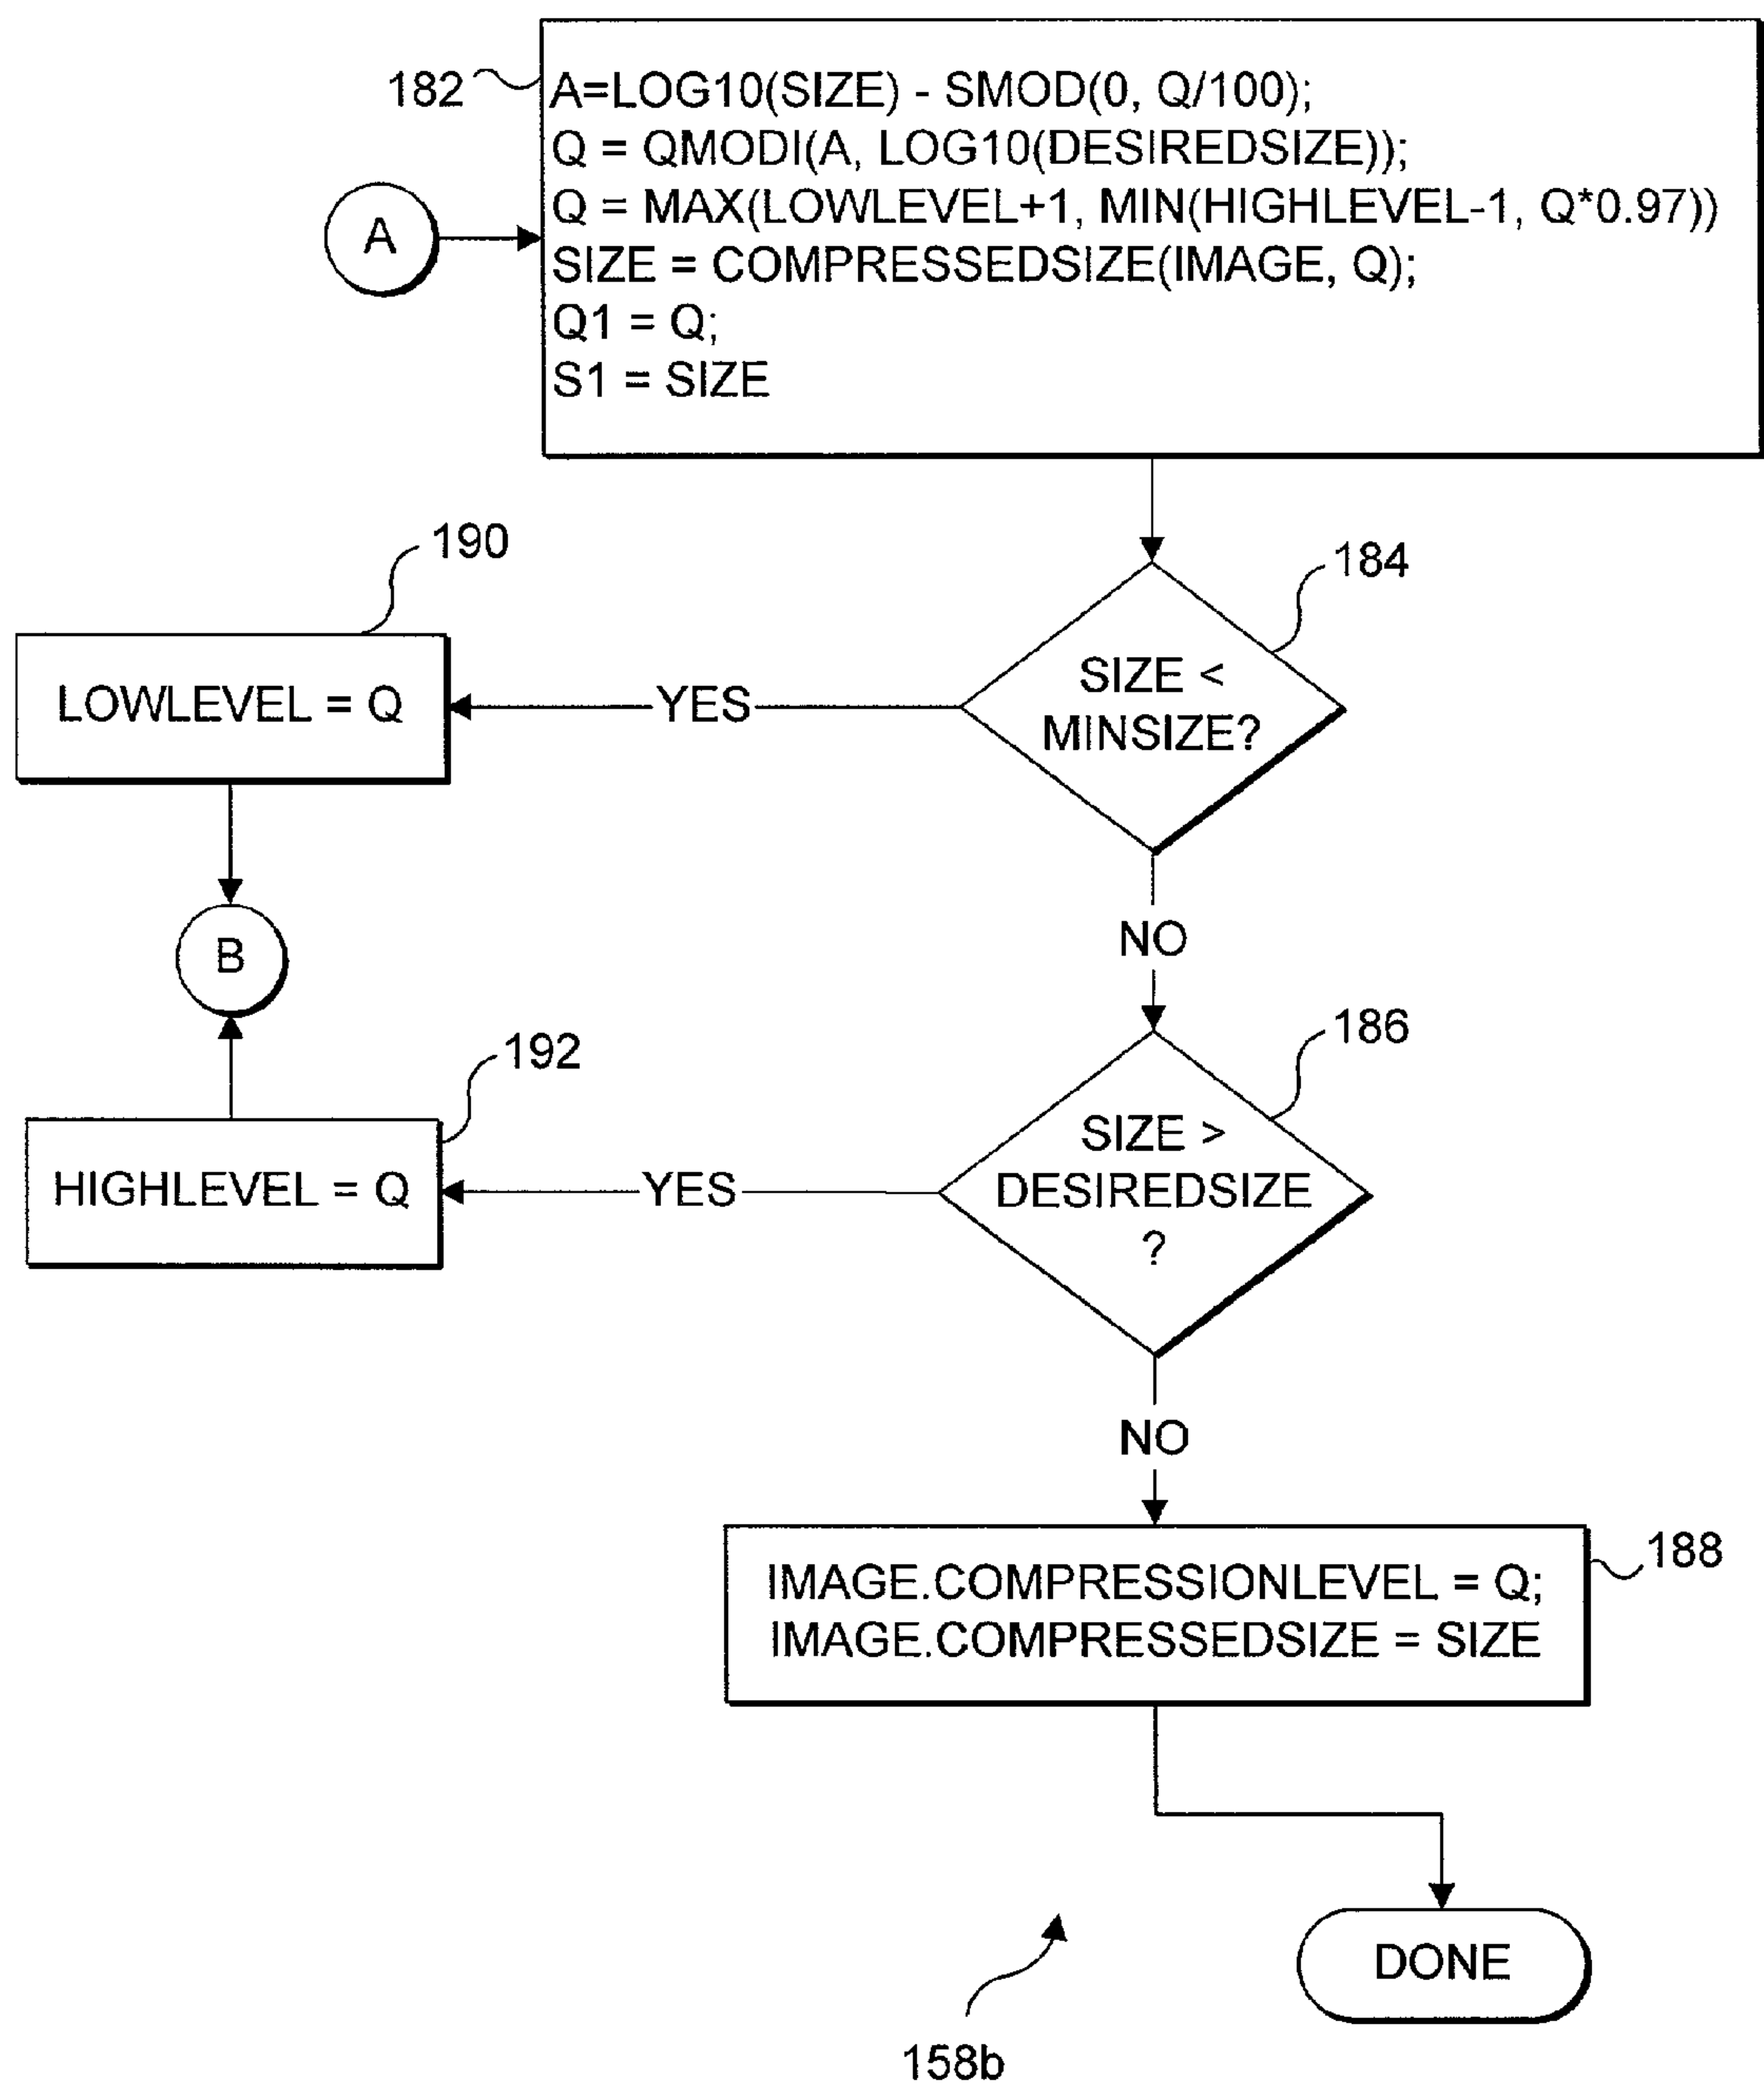 182
A=LOG10(SIZE) - SMOD(0, Q/100);
Q = QMODI(A, LOG10(DESIREDSIZE));
Q = MAX(LOWLEVEL+1, MIN(HIGHLEVEL-1, Q*0.97))
SIZE = COMPRESSEDSIZE(IMAGE, Q);
Q1 = Q;
S1 = SIZE
A
190
184
LOWLEVEL = Q
YES
SIZE <
MINSIZE?
NO
B
192
186
HIGHLEVEL = Q
YES
SIZE >
DESIREDSIZE
?
NO
188
IMAGE.COMPRESSIONLEVEL = Q;
IMAGE.COMPRESSEDSIZE = SIZE
DONE
158b